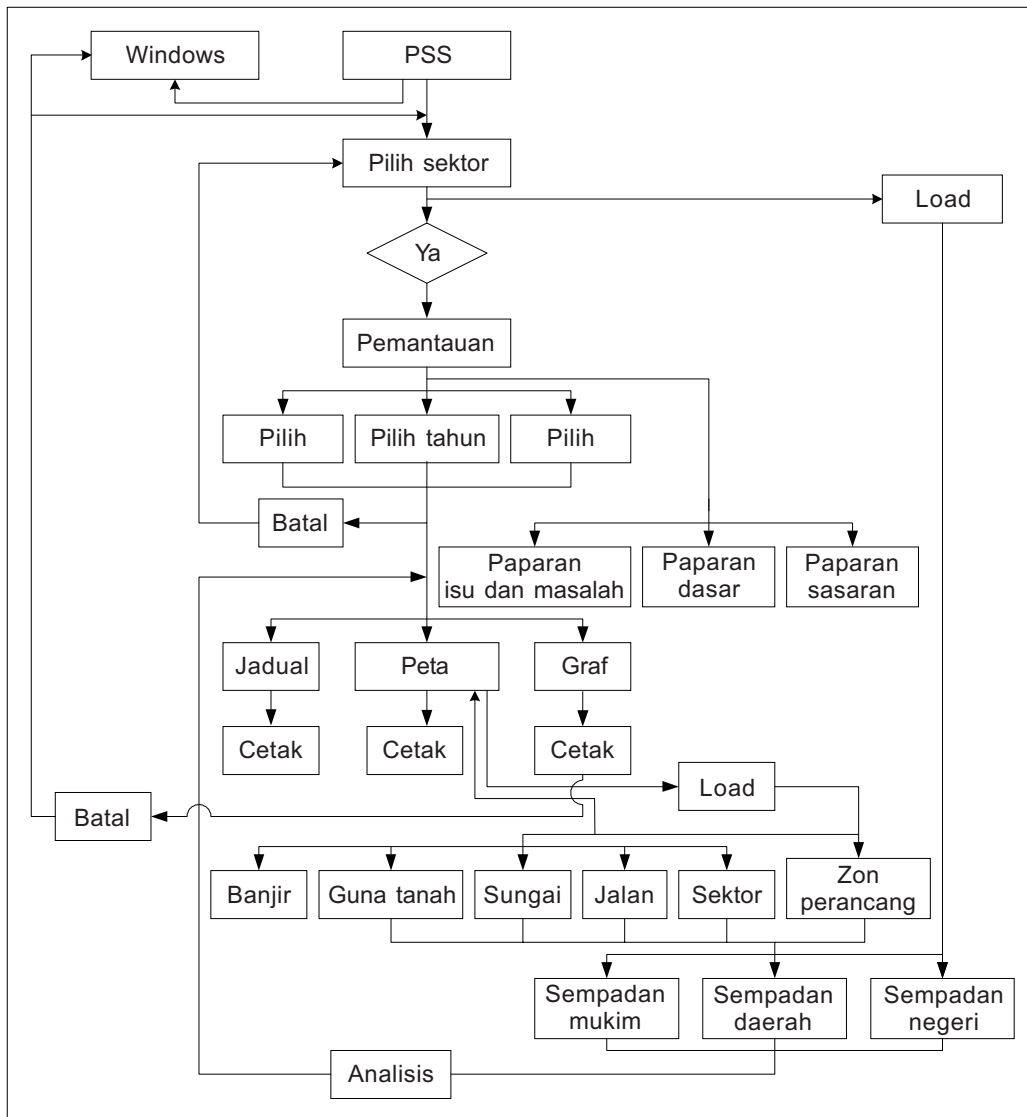 Windows
PSS
Pilih sektor
Load
Ya
Pemantauan
Pilih
Pilih tahun
Pilih
Batal
Paparan
isu dan masalah
Paparan
dasar
Paparan
sasaran
Jadual
Peta
Graf
Cetak
Cetak
Cetak
Load
Batal
Banjir
Guna tanah
Sungai
Jalan
Sektor
Zon
perancang
Sempadan
mukim
Sempadan
daerah
Sempadan
negeri
Analisis